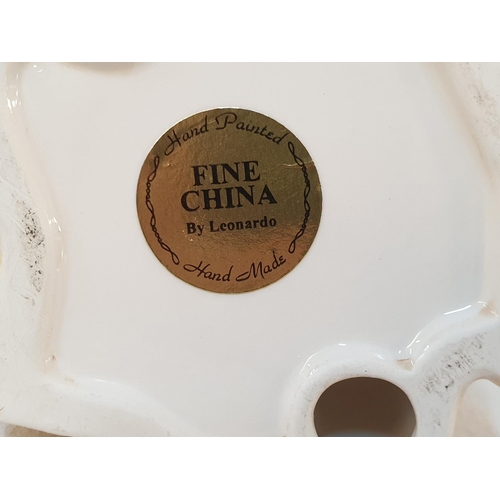 Hand Painted
FINE
CHINA
By Leonardo
Hand Made